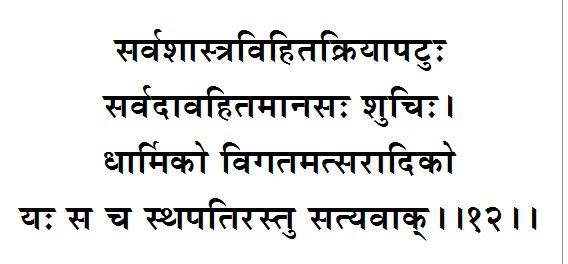 सर्वशास्त्रविहितक्रियापटुः
सर्वदावहितमानसः शुचिः।
धार्मिको विगतमत्सरादिको
यः स च स्थपतिरस्तु सत्यवाक्।।१२।।